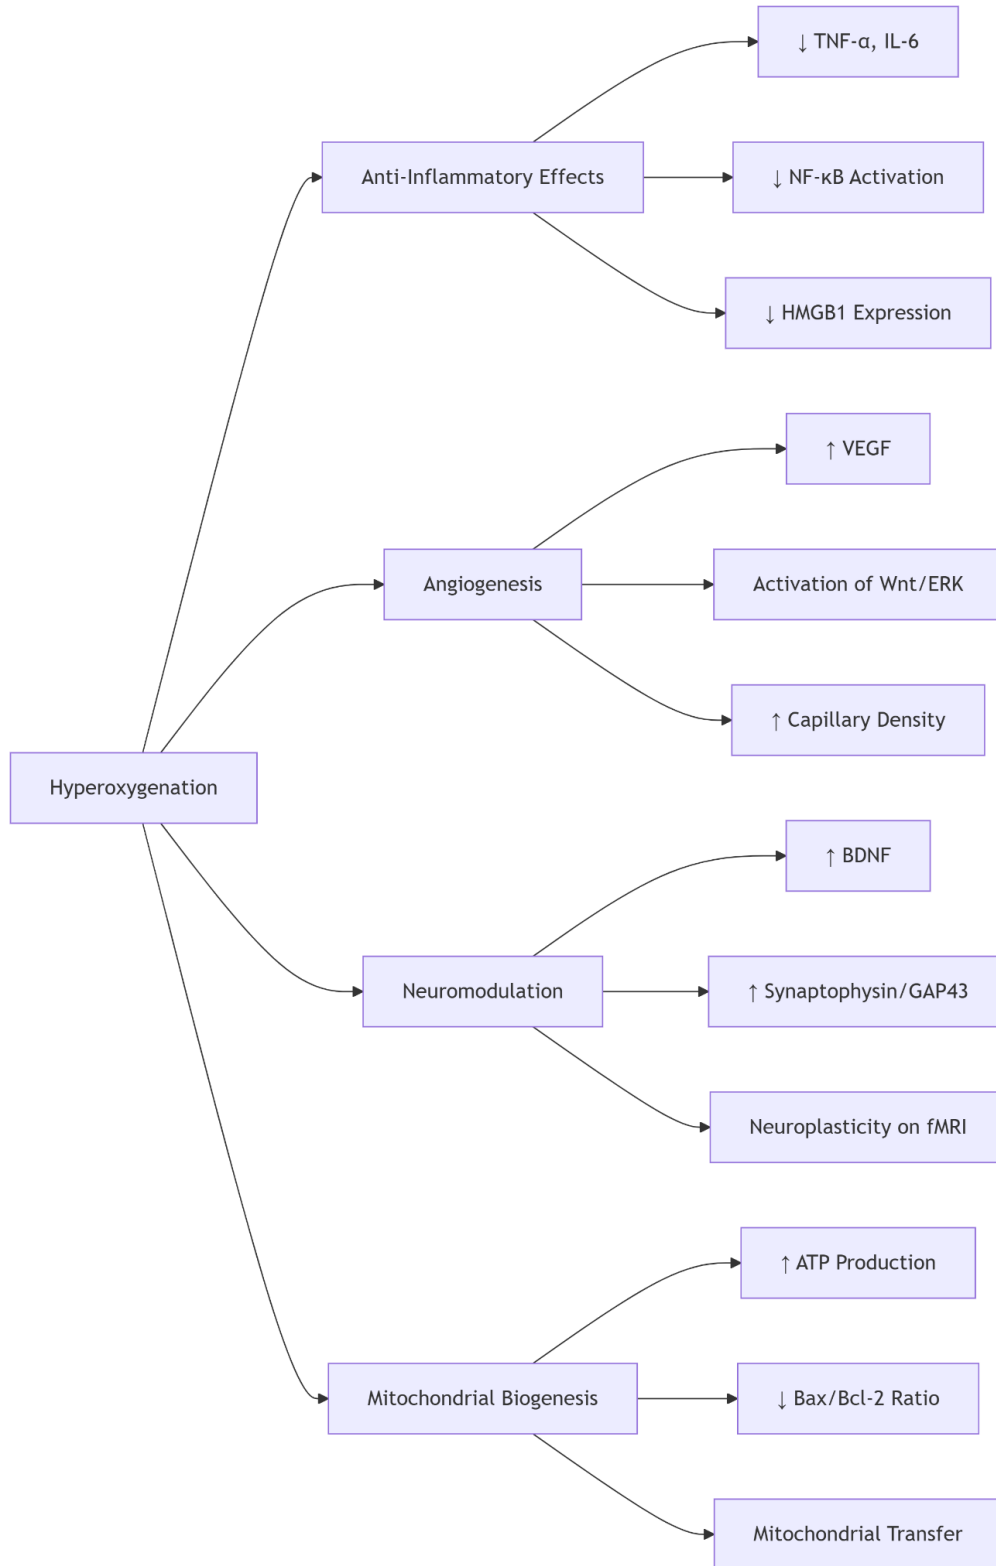 ↓ TNF-α, IL-6
Anti-Inflammatory Effects
↓ NF-κB Activation
↓ HMGB1 Expression
↑ VEGF
Angiogenesis
Activation of Wnt/ERK
↑ Capillary Density
Hyperoxygenation
↑ BDNF
Neuromodulation
↑ Synaptophysin/GAP43
Neuroplasticity on fMRI
↑ ATP Production
Mitochondrial Biogenesis
↓ Bax/Bcl-2 Ratio
Mitochondrial Transfer